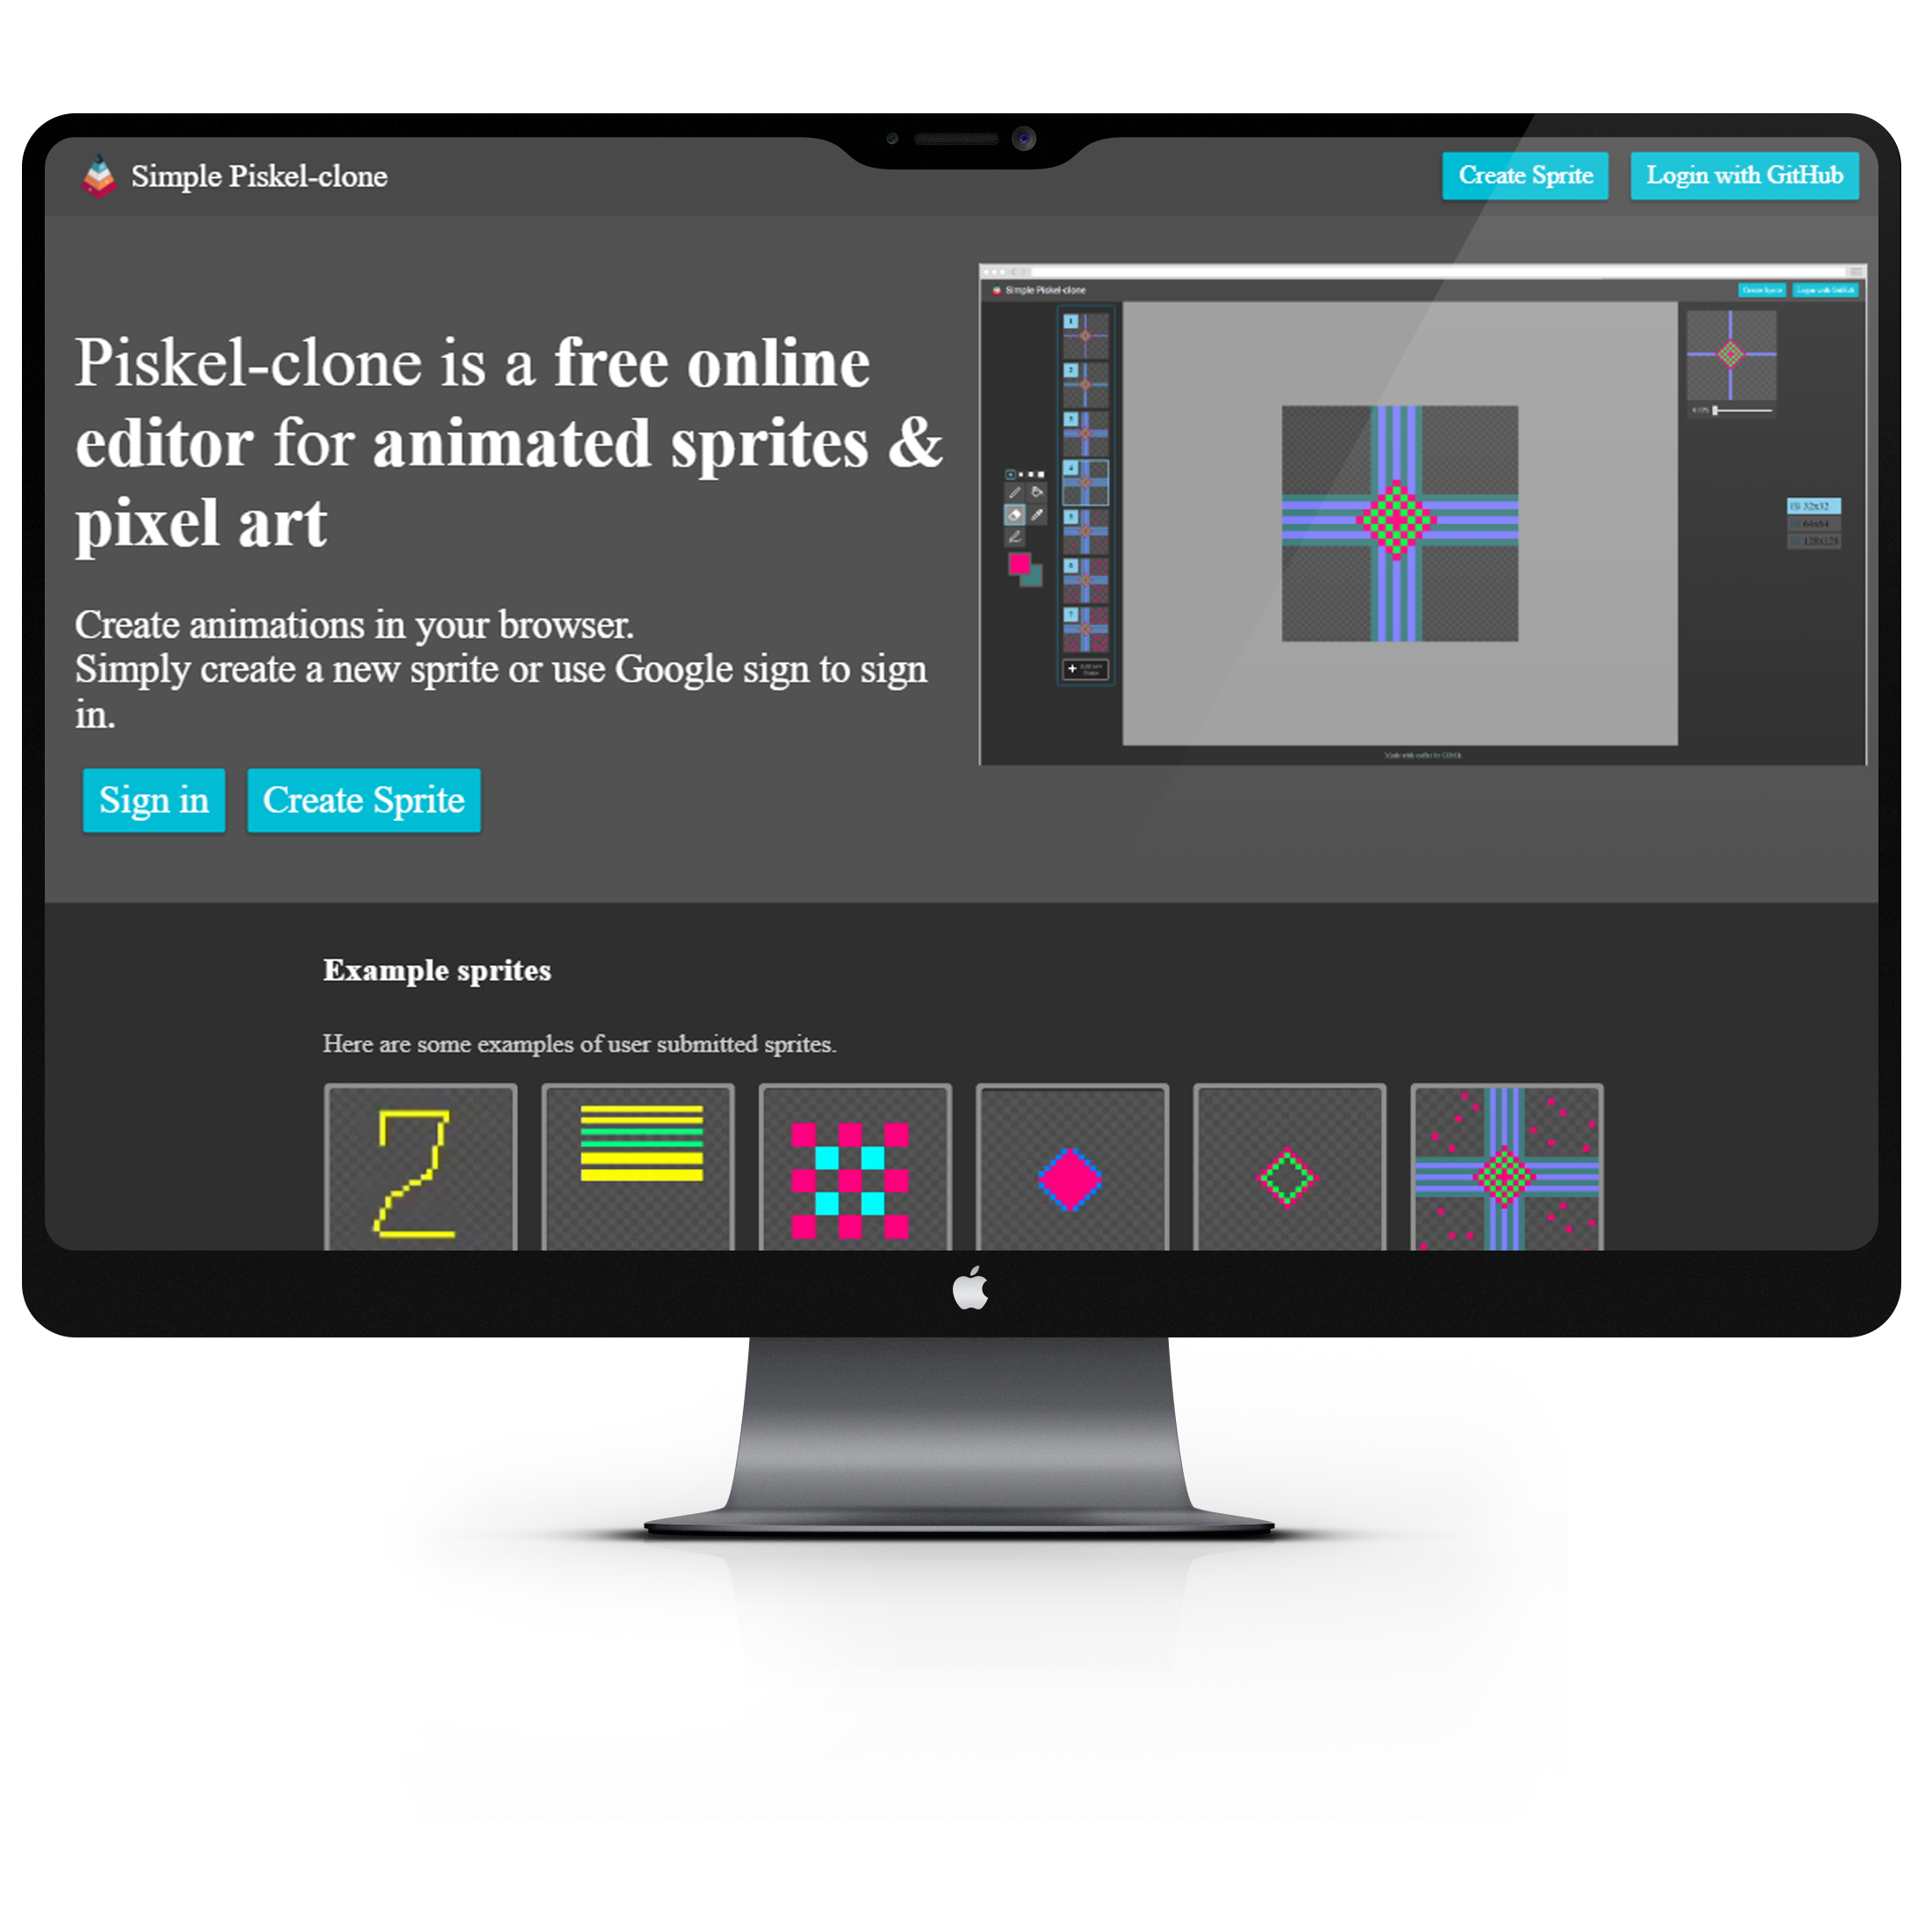 Simple Piskel-clone
Create Sprite
Login with GitHub
Piskel-clone is a free online
editor for animated sprites &
pixel art
Create animations in your browser.
Simply create a new sprite or use Google sign to sign
in.
Sign in
Create Sprite
Simple Piskel-clone
Create Sprite
Login with GitHub
1
2
3
4
5
6
7
32x32
64x64
128x128
Example sprites
Here are some examples of user submitted sprites.
2